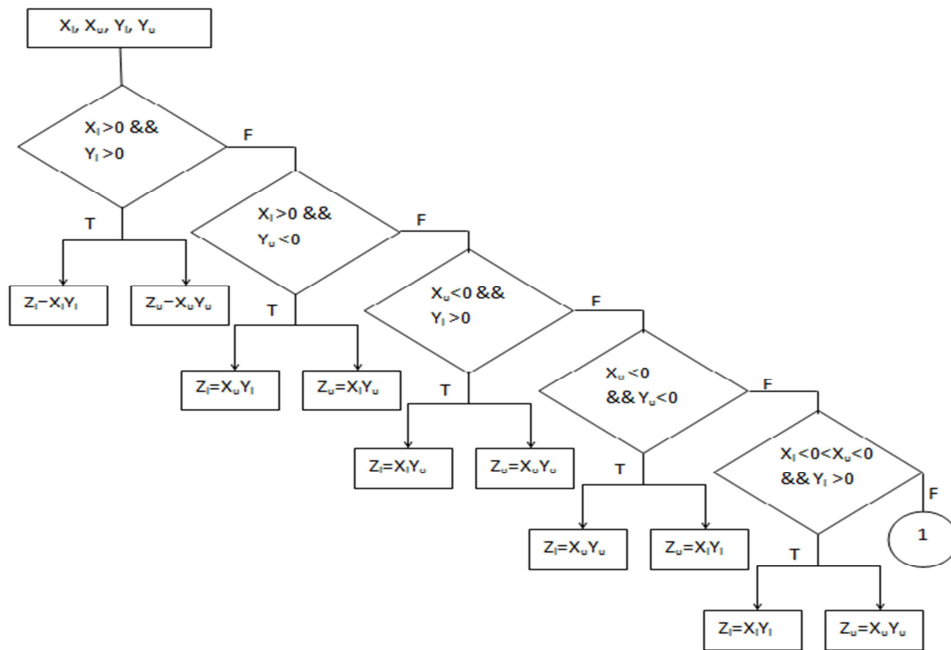 Xₗ, Xᵤ, Yₗ, Yᵤ
Xₗ>0 &&
Yₗ>0
F
T
Zₗ−XₗYₗ
Zᵤ−XᵤYᵤ
Xₗ>0 &&
Yᵤ<0
F
T
Zₗ=XᵤYₗ
Zᵤ=XₗYᵤ
Xᵤ<0 &&
Yₗ>0
F
T
Zₗ=XₗYᵤ
Zᵤ=XᵤYᵤ
Xᵤ<0
&&Yᵤ<0
F
T
Zₗ=XᵤYᵤ
Zᵤ=XₗYₗ
Xₗ<0<Xᵤ<0
&&Yₗ>0
F
1
T
Zₗ=XₗYₗ
Zᵤ=XᵤYᵤ